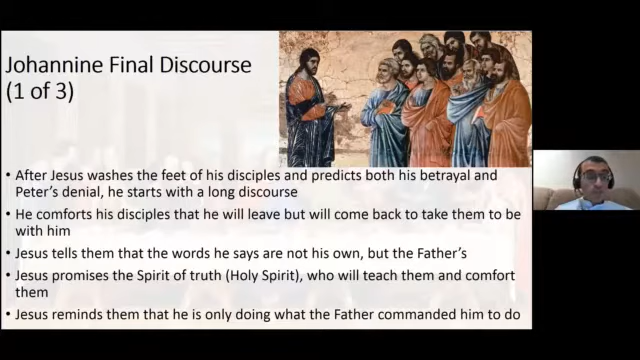 Johannine Final Discourse
(1 of 3)
• After Jesus washes the feet of his disciples and predicts both his betrayal and
Peter's denial, he starts with a long discourse
• He comforts his disciples that he will leave but will come back to take them to be
with him
• Jesus tells them that the words he says are not his own, but the Father's
• Jesus promises the Spirit of truth (Holy Spirit), who will teach them and comfort
them
• Jesus reminds them that he is only doing what the Father commanded him to do